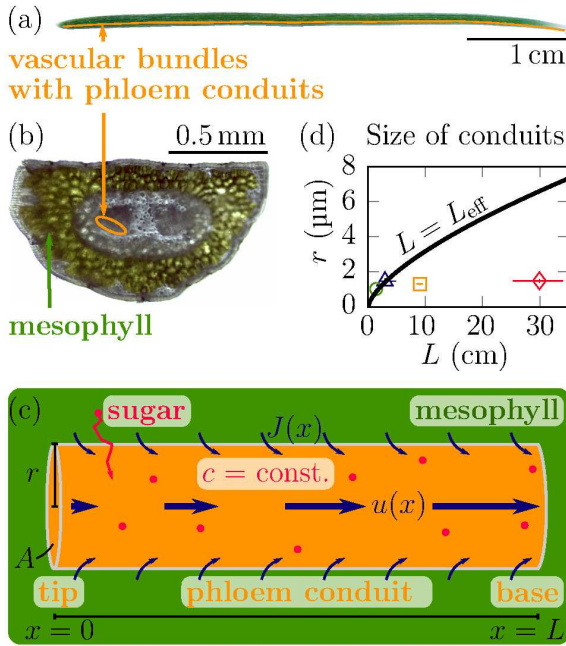 (a)
1 cm
vascular bundles
with phloem conduits
(b)
0.5 mm
mesophyll
(d) Size of conduits
8
6
4
2
0
r (μm)
L = L_eff
0 10 20 30
L (cm)
(c)
sugar
J(x)
mesophyll
r
c = const.
u(x)
A
tip
phloem conduit
base
x = 0
x = L